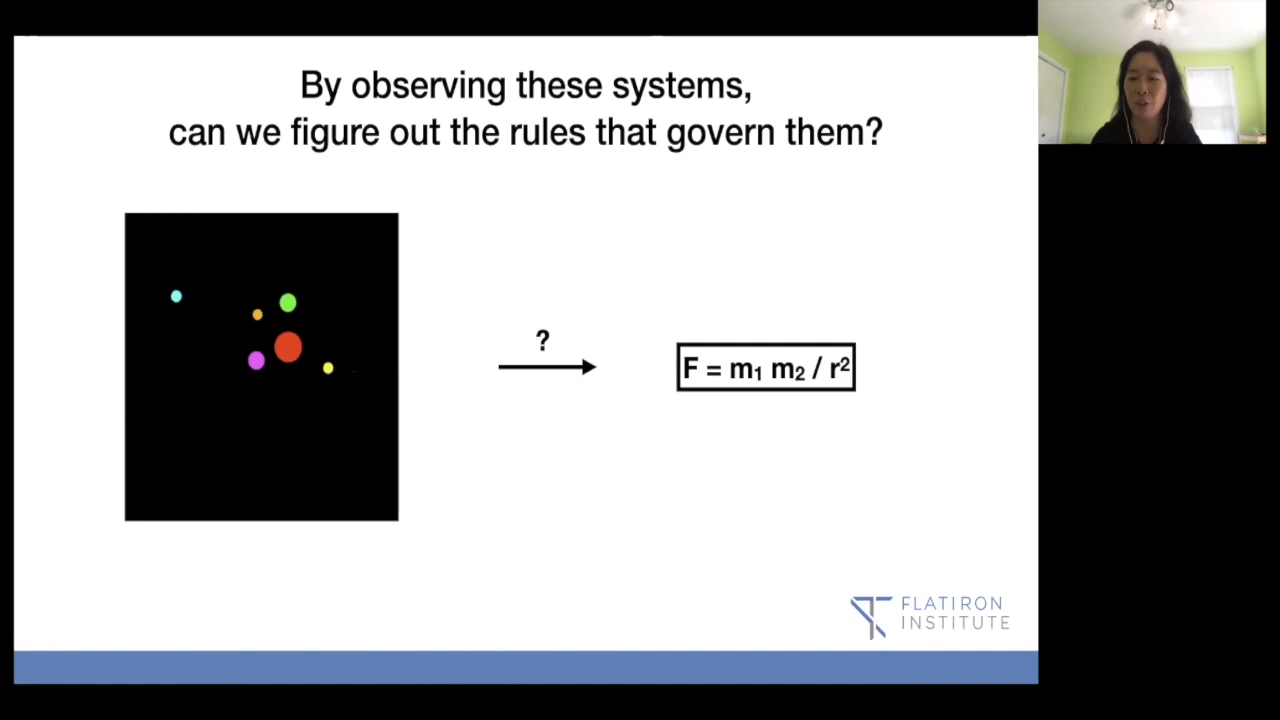 By observing these systems,
can we figure out the rules that govern them?
?
F = m₁ m₂ / r²
FLATIRON
INSTITUTE